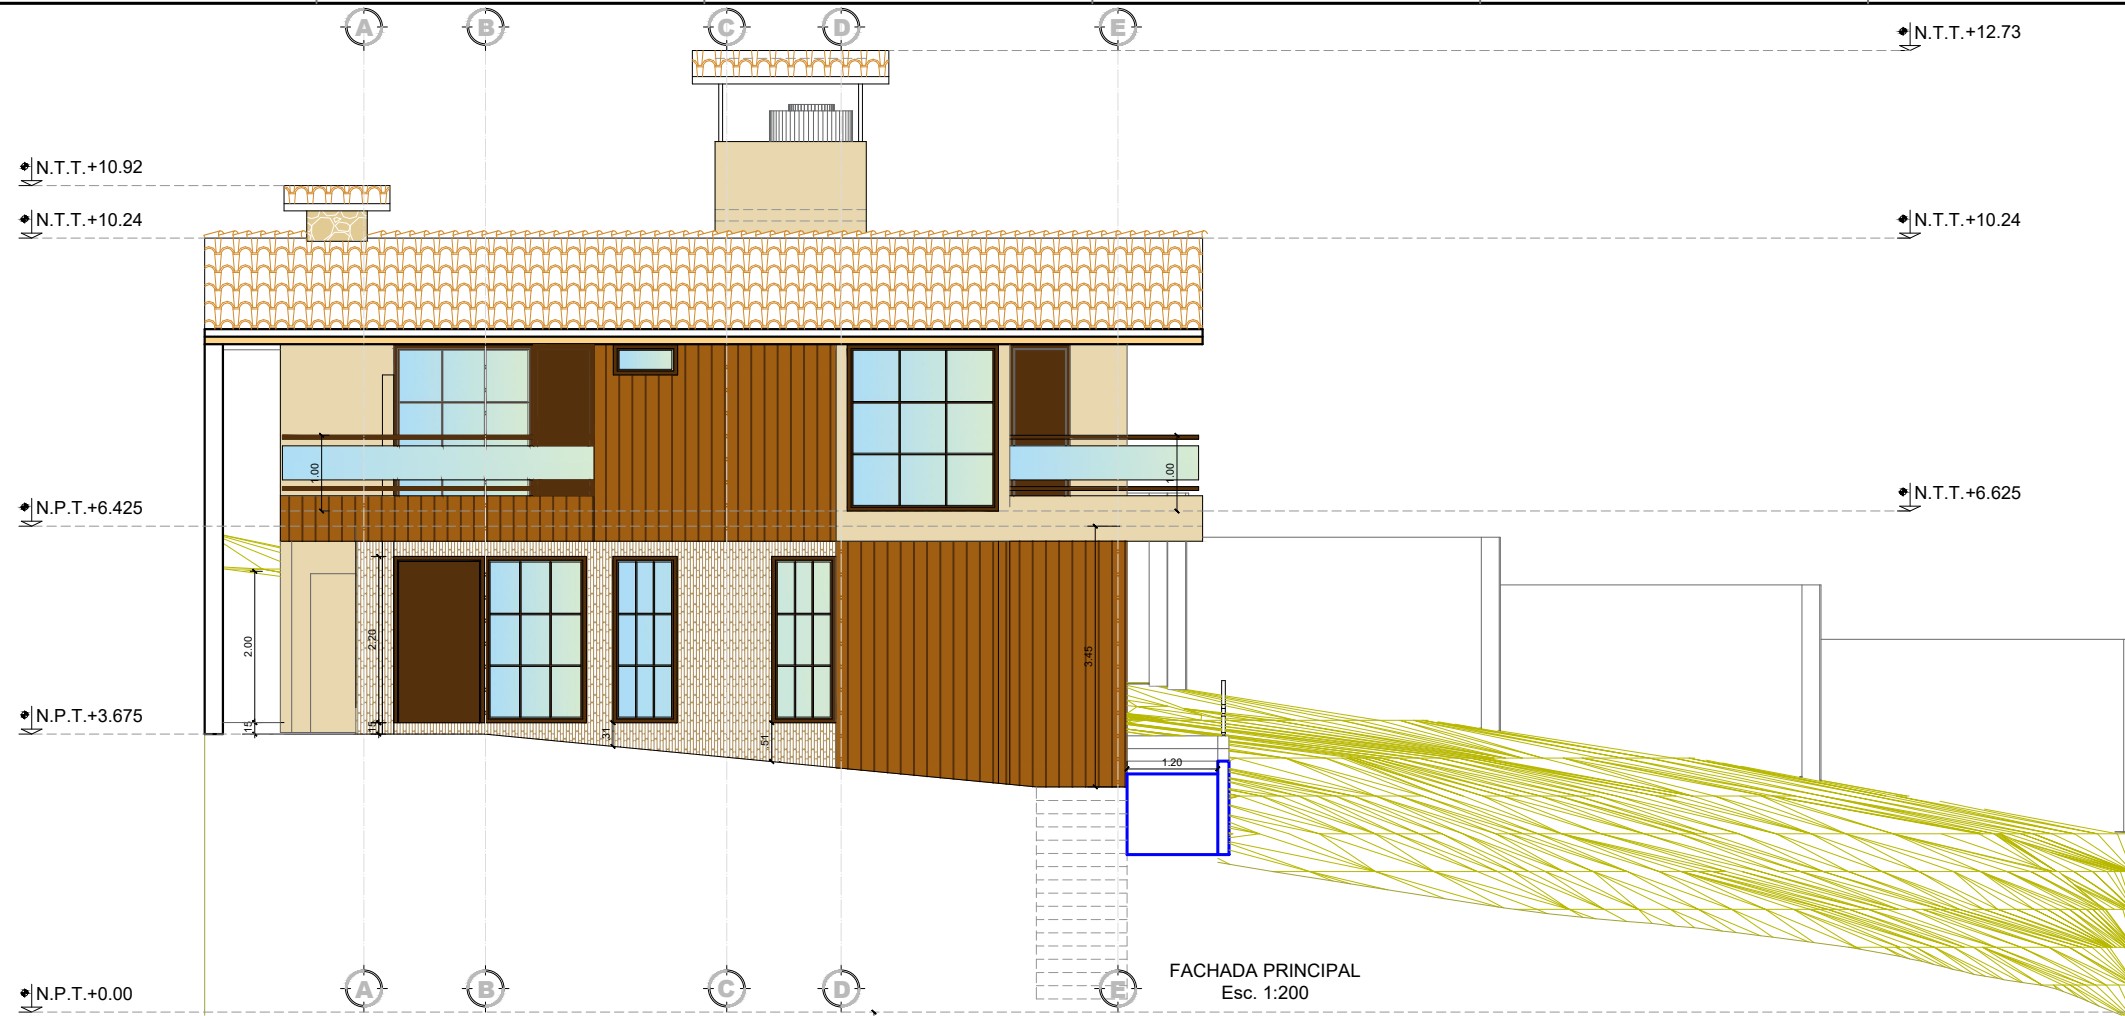 A B C D E
N.T.T.+12.73
N.T.T.+10.92
N.T.T.+10.24
N.T.T.+10.24
1.00
1.00
N.P.T.+6.425
N.T.T.+6.625
2.00
2.20
3.45
N.P.T.+3.675
.15
.15
.31
.51
1.20
FACHADA PRINCIPAL
Esc. 1:200
A B C D E
N.P.T.+0.00